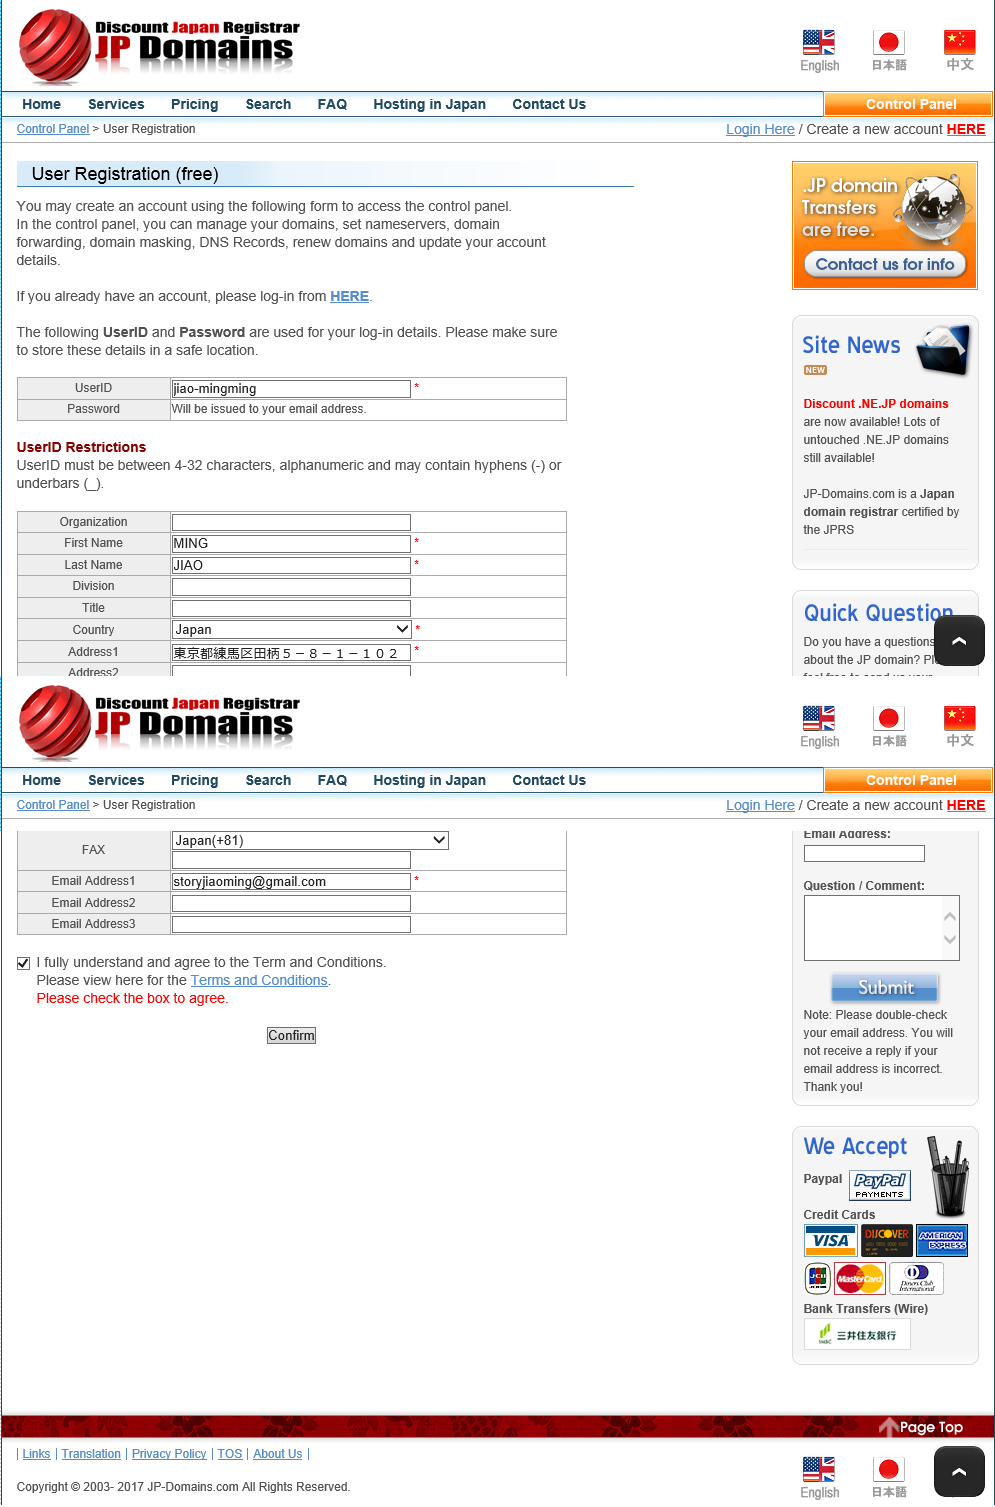 Discount Japan Registrar
JP Domains
English
日本語
中文
Home Services Pricing Search FAQ Hosting in Japan Contact Us Control Panel
Control Panel > User Registration
Login Here / Create a new account HERE
User Registration (free)
You may create an account using the following form to access the control panel.
In the control panel, you can manage your domains, set nameservers, domain
forwarding, domain masking, DNS Records, renew domains and update your account
details.
If you already have an account, please log-in from HERE.
The following UserID and Password are used for your log-in details. Please make sure
to store these details in a safe location.
UserID jiao-mingming *
Password Will be issued to your email address.
UserID Restrictions
UserID must be between 4-32 characters, alphanumeric and may contain hyphens (-) or
underbars (_).
Organization
First Name MING *
Last Name JIAO *
Division
Title
Country Japan *
Address1 東京都練馬区田柄５－８－１－１０２ *
Address2
.JP domain
Transfers
are free.
Contact us for info
Site News
NEW
Discount .NE.JP domains
are now available! Lots of
untouched .NE.JP domains
still available!
JP-Domains.com is a Japan
domain registrar certified by
the JPRS
Quick Question
Do you have a questions
about the JP domain?
feel free to send us your
Discount Japan Registrar
JP Domains
English
日本語
中文
Home Services Pricing Search FAQ Hosting in Japan Contact Us Control Panel
Control Panel > User Registration
Login Here / Create a new account HERE
FAX Japan(+81)
Email Address1 storyjiaoming@gmail.com *
Email Address2
Email Address3
I fully understand and agree to the Term and Conditions.
Please view here for the Terms and Conditions.
Please check the box to agree.
Confirm
Email Address:
Question / Comment:
Submit
Note: Please double-check
your email address. You will
not receive a reply if your
email address is incorrect.
Thank you!
We Accept
Paypal PayPal
PAYMENTS
Credit Cards
VISA DISCOVER AMERICAN EXPRESS
JCB MasterCard Diners Club International
Bank Transfers (Wire)
SMBC 三井住友銀行
Page Top
| Links | Translation | Privacy Policy | TOS | About Us |
Copyright © 2003- 2017 JP-Domains.com All Rights Reserved.
English
日本語